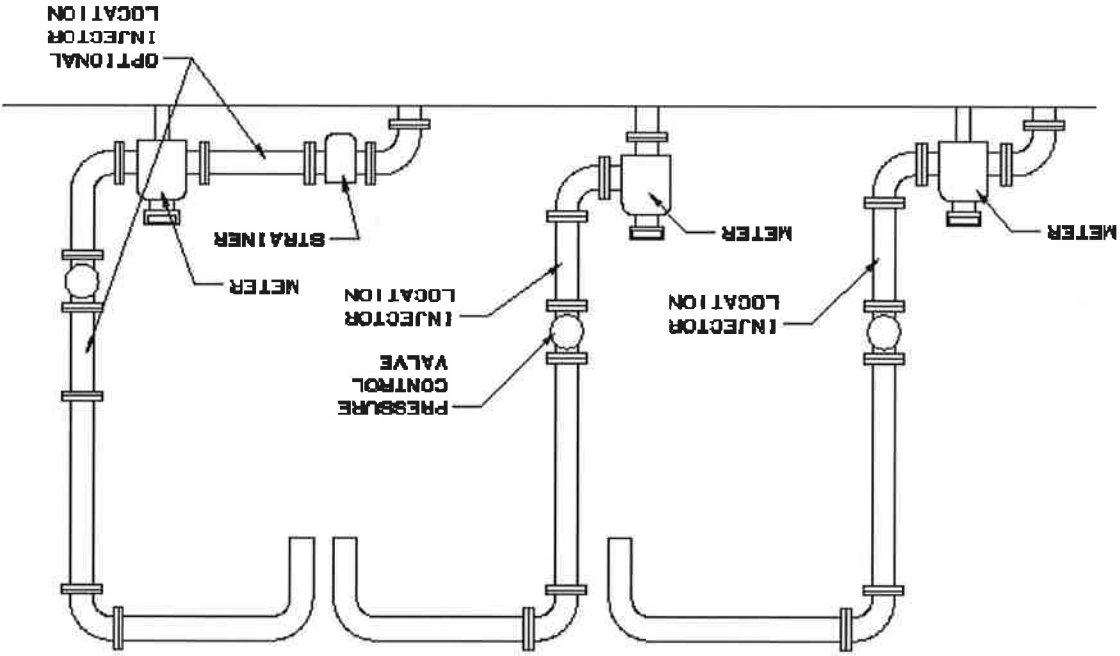 PRESSURE
CONTROL
VALVE
INJECTOR
LOCATION
INJECTOR
LOCATION
METER
METER
METER
STRAINER
OPTIONAL
INJECTOR
LOCATION